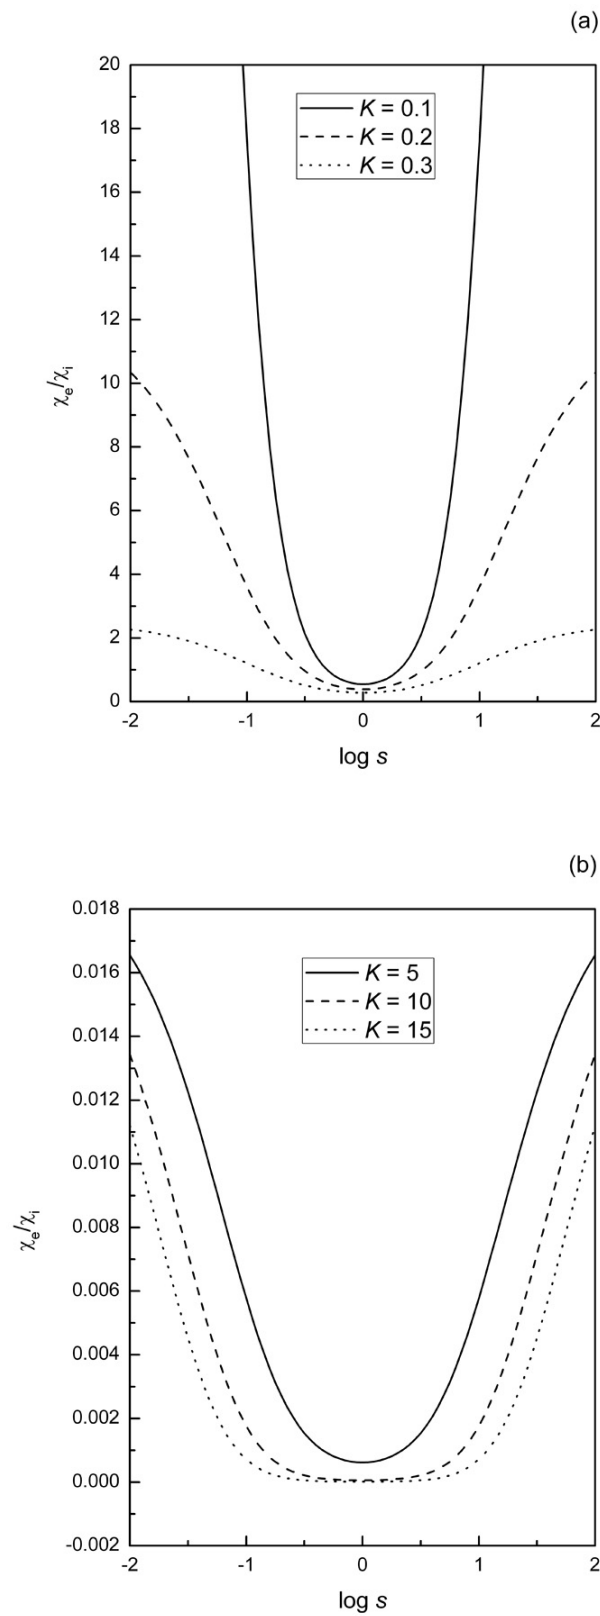 (a)
20
18
16
14
12
10
8
6
4
2
0
χe/χi
K = 0.1
K = 0.2
K = 0.3
-2 -1 0 1 2
log s
(b)
0.018
0.016
0.014
0.012
0.010
0.008
0.006
0.004
0.002
0.000
-0.002
χe/χi
K = 5
K = 10
K = 15
-2 -1 0 1 2
log s